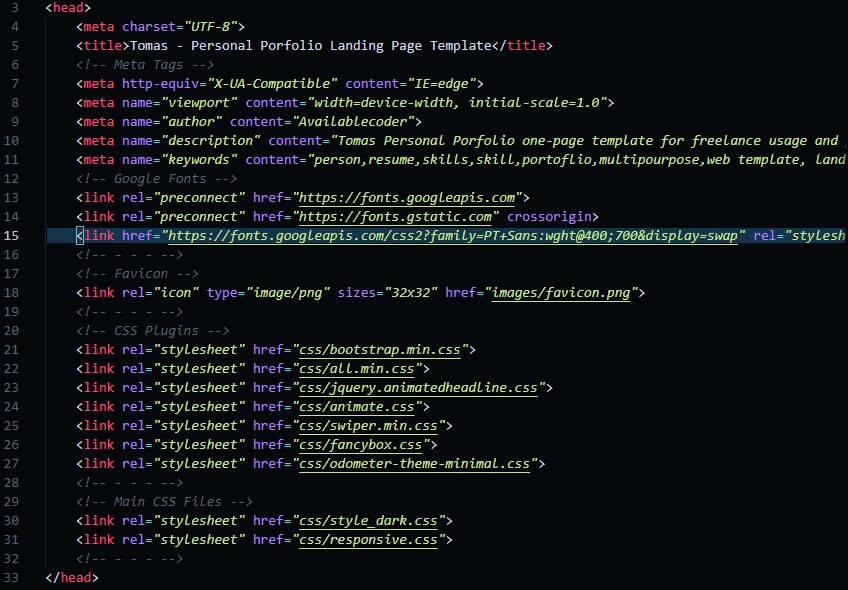 3 <head>
4 <meta charset="UTF-8">
5 <title>Tomas - Personal Porfolio Landing Page Template</title>
6 <!-- Meta Tags -->
7 <meta http-equiv="X-UA-Compatible" content="IE=edge">
8 <meta name="viewport" content="width=device-width, initial-scale=1.0">
9 <meta name="author" content="Availablecoder">
10 <meta name="description" content="Tomas Personal Porfolio one-page template for freelance usage and
11 <meta name="keywords" content="person,resume,skills,skill,portoflio,multipourpose,web template, land
12 <!-- Google Fonts -->
13 <link rel="preconnect" href="https://fonts.googleapis.com">
14 <link rel="preconnect" href="https://fonts.gstatic.com" crossorigin>
15 <link href="https://fonts.googleapis.com/css2?family=PT+Sans:wght@400;700&display=swap" rel="stylesh
16 <!-- - - - -->
17 <!-- Favicon -->
18 <link rel="icon" type="image/png" sizes="32x32" href="images/favicon.png">
19 <!-- - - - -->
20 <!-- CSS Plugins -->
21 <link rel="stylesheet" href="css/bootstrap.min.css">
22 <link rel="stylesheet" href="css/all.min.css">
23 <link rel="stylesheet" href="css/jquery.animatedheadline.css">
24 <link rel="stylesheet" href="css/animate.css">
25 <link rel="stylesheet" href="css/swiper.min.css">
26 <link rel="stylesheet" href="css/fancybox.css">
27 <link rel="stylesheet" href="css/odometer-theme-minimal.css">
28 <!-- - - - -->
29 <!-- Main CSS Files -->
30 <link rel="stylesheet" href="css/style_dark.css">
31 <link rel="stylesheet" href="css/responsive.css">
32 <!-- - - - -->
33 </head>